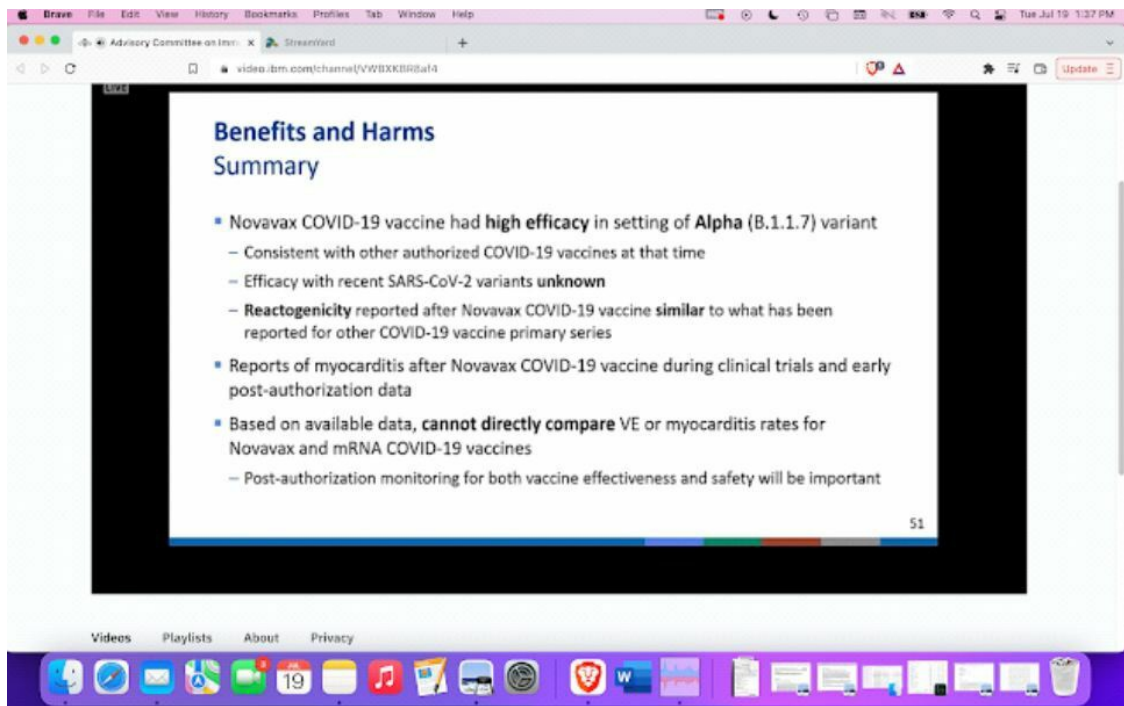 Brave File Edit View History Bookmarks Profiles Tab Window Help Tue Jul 19 1:37 PM
Advisory Committee on Imm StreamYard
video.ibm.com/channel/ Update
LIVE
Benefits and Harms
Summary
Novavax COVID-19 vaccine had high efficacy in setting of Alpha (B.1.1.7) variant
– Consistent with other authorized COVID-19 vaccines at that time
– Efficacy with recent SARS-CoV-2 variants unknown
– Reactogenicity reported after Novavax COVID-19 vaccine similar to what has been
reported for other COVID-19 vaccine primary series
Reports of myocarditis after Novavax COVID-19 vaccine during clinical trials and early
post-authorization data
Based on available data, cannot directly compare VE or myocarditis rates for
Novavax and mRNA COVID-19 vaccines
– Post-authorization monitoring for both vaccine effectiveness and safety will be important
51
Videos Playlists About Privacy
19